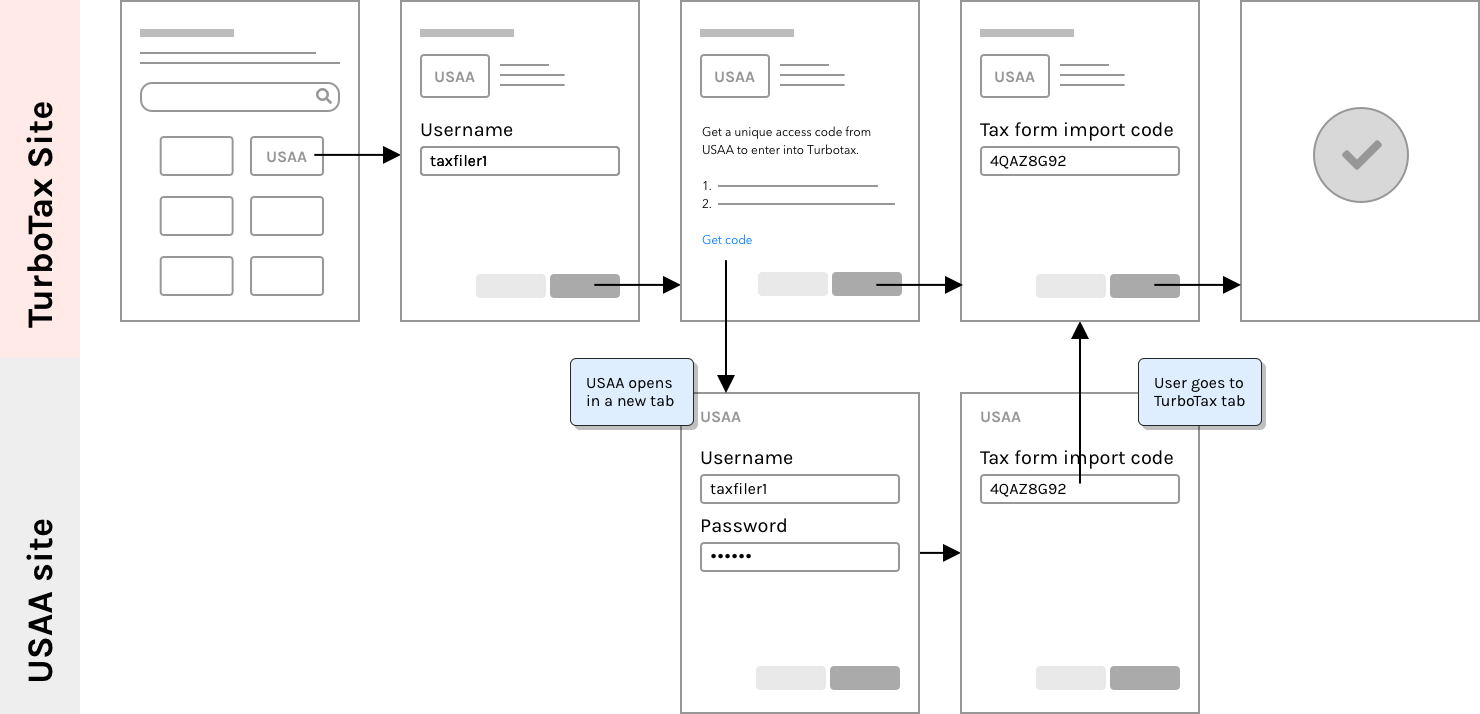 TurboTax Site
USAA
USAA
Username
taxfiler1
USAA
Get a unique access code from
USAA to enter into Turbotax.
1.
2.
Get code
USAA
Tax form import code
4QAZ8G92
USAA site
USAA opens
in a new tab
USAA
Username
taxfiler1
Password
••••••
User goes to
TurboTax tab
USAA
Tax form import code
4QAZ8G92